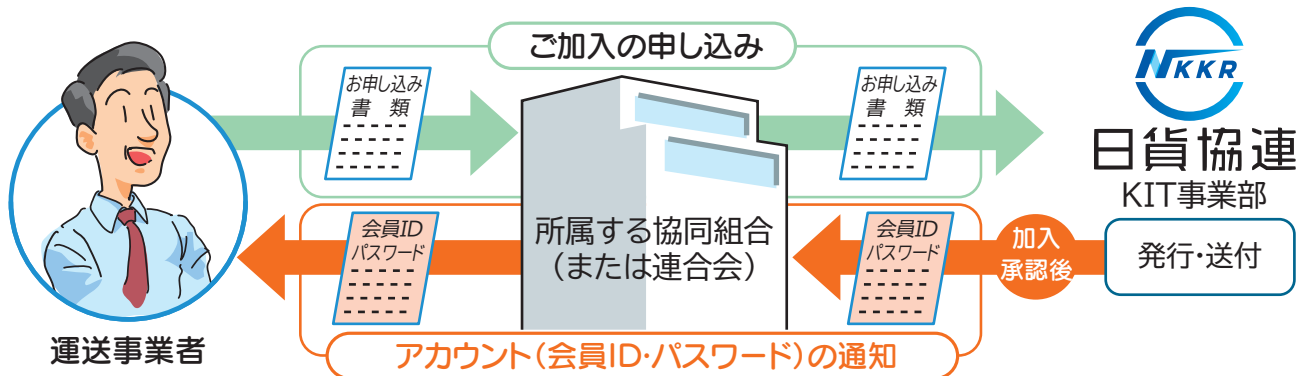 ご加入の申し込み
お申し込み
書 類
お申し込み
書 類
NKKR
日貨協連
KIT事業部
会員ID
パスワード
所属する協同組合
（または連合会）
会員ID
パスワード
加入
承認後
発行・送付
運送事業者
アカウント（会員ID・パスワード）の通知